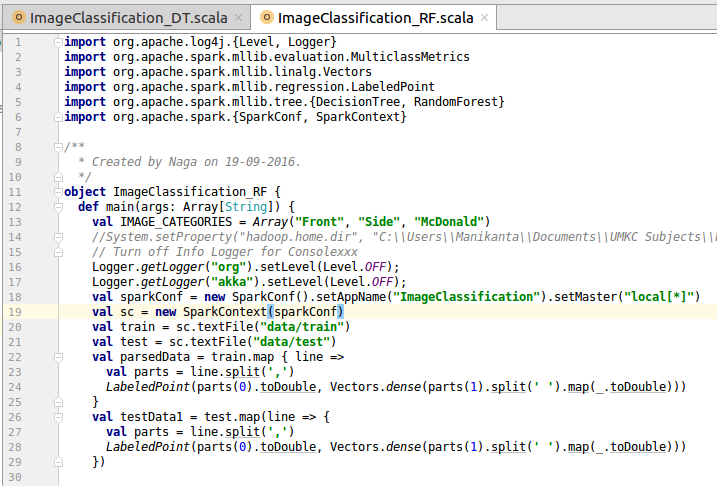 ImageClassification_DT.scala × ImageClassification_RF.scala ×
1 import org.apache.log4j.{Level, Logger}
2 import org.apache.spark.mllib.evaluation.MulticlassMetrics
3 import org.apache.spark.mllib.linalg.Vectors
4 import org.apache.spark.mllib.regression.LabeledPoint
5 import org.apache.spark.mllib.tree.{DecisionTree, RandomForest}
6 import org.apache.spark.{SparkConf, SparkContext}
7
8 /**
9 * Created by Naga on 19-09-2016.
10 */
11 object ImageClassification_RF {
12 def main(args: Array[String]) {
13 val IMAGE_CATEGORIES = Array("Front", "Side", "McDonald")
14 //System.setProperty("hadoop.home.dir", "C:\\Users\\Manikanta\\Documents\\UMKC Subjects\\
15 // Turn off Info Logger for Consolexxx
16 Logger.getLogger("org").setLevel(Level.OFF);
17 Logger.getLogger("akka").setLevel(Level.OFF);
18 val sparkConf = new SparkConf().setAppName("ImageClassification").setMaster("local[*]")
19 val sc = new SparkContext(sparkConf)
20 val train = sc.textFile("data/train")
21 val test = sc.textFile("data/test")
22 val parsedData = train.map { line =>
23 val parts = line.split(',')
24 LabeledPoint(parts(0).toDouble, Vectors.dense(parts(1).split(' ').map(_.toDouble)))
25 }
26 val testData1 = test.map(line => {
27 val parts = line.split(',')
28 LabeledPoint(parts(0).toDouble, Vectors.dense(parts(1).split(' ').map(_.toDouble)))
29 })
30